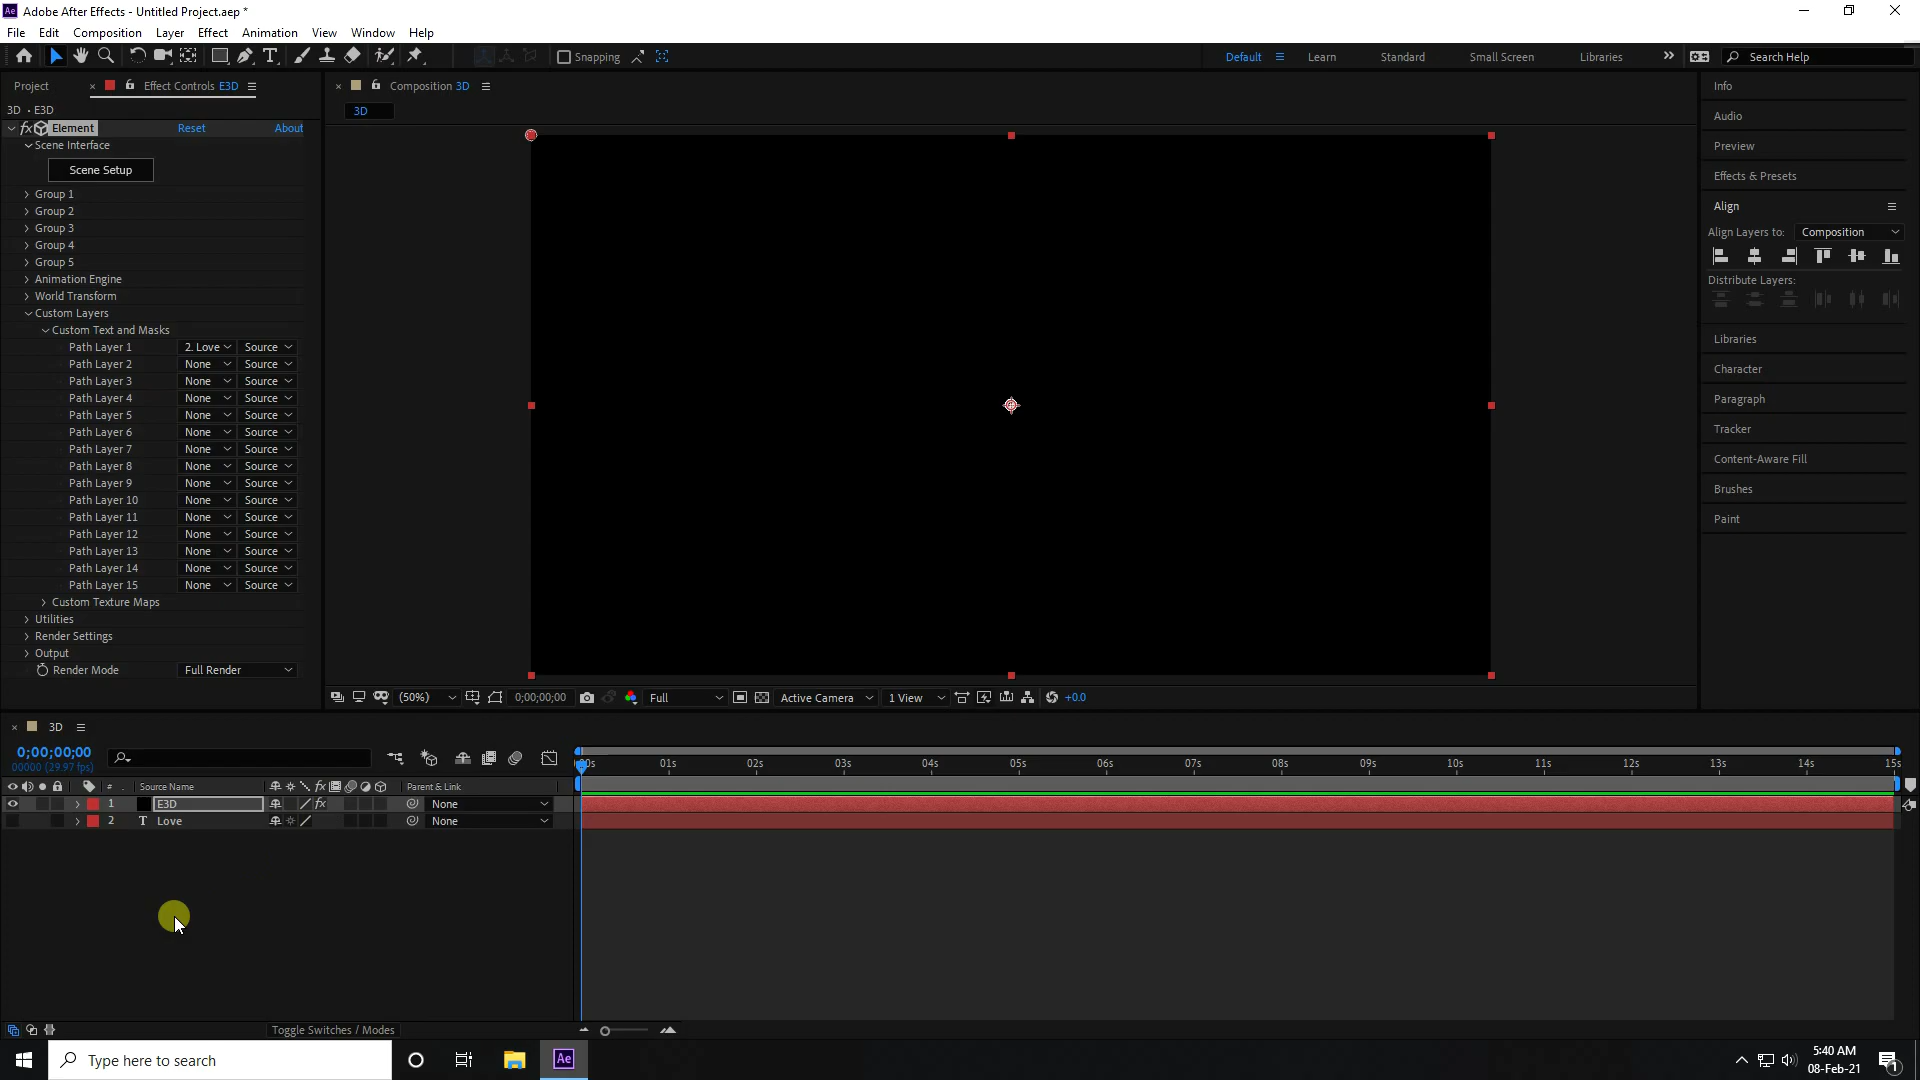 Adobe After Effects - Untitled Project.aep *
File Edit Composition Layer Effect Animation View Window Help
Snapping
Default Learn Standard Small Screen Libraries Search Help
Project Effect Controls E3D
3D • E3D
fx Element Reset About
Scene Interface
Scene Setup
Group 1
Group 2
Group 3
Group 4
Group 5
Animation Engine
World Transform
Custom Layers
Custom Text and Masks
Path Layer 1 2. Love Source
Path Layer 2 None Source
Path Layer 3 None Source
Path Layer 4 None Source
Path Layer 5 None Source
Path Layer 6 None Source
Path Layer 7 None Source
Path Layer 8 None Source
Path Layer 9 None Source
Path Layer 10 None Source
Path Layer 11 None Source
Path Layer 12 None Source
Path Layer 13 None Source
Path Layer 14 None Source
Path Layer 15 None Source
Custom Texture Maps
Utilities
Render Settings
Output
Render Mode Full Render
Composition 3D
3D
(50%) 0;00;00;00 Full Active Camera 1 View +0.0
Info
Audio
Preview
Effects & Presets
Align
Align Layers to: Composition
Distribute Layers:
Libraries
Character
Paragraph
Tracker
Content-Aware Fill
Brushes
Paint
3D
0;00;00;00
00000 (29.97 fps)
00s 01s 02s 03s 04s 05s 06s 07s 08s 09s 10s 11s 12s 13s 14s 15s
# . Source Name fx Parent & Link
1 E3D fx None
2 T Love None
Toggle Switches / Modes
Type here to search
Ae
5:40 AM
08-Feb-21
1